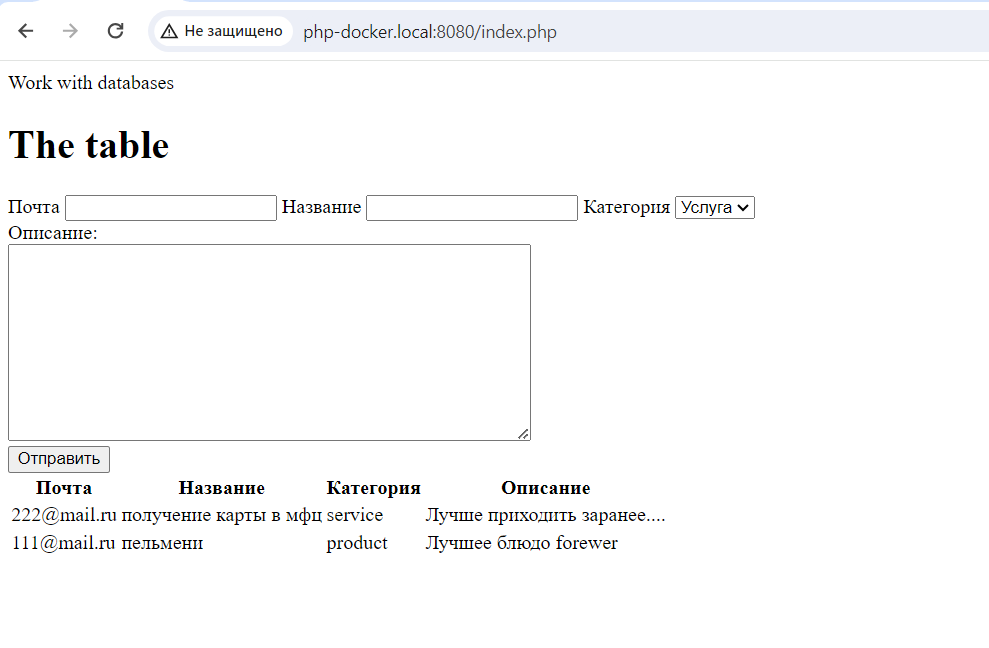 Не защищено php-docker.local:8080/index.php
Work with databases
The table
Почта Название Категория Услуга
Описание:
Отправить
Почта Название Категория Описание
222@mail.ru получение карты в мфц service Лучше приходить заранее....
111@mail.ru пельмени product Лучшее блюдо forewer